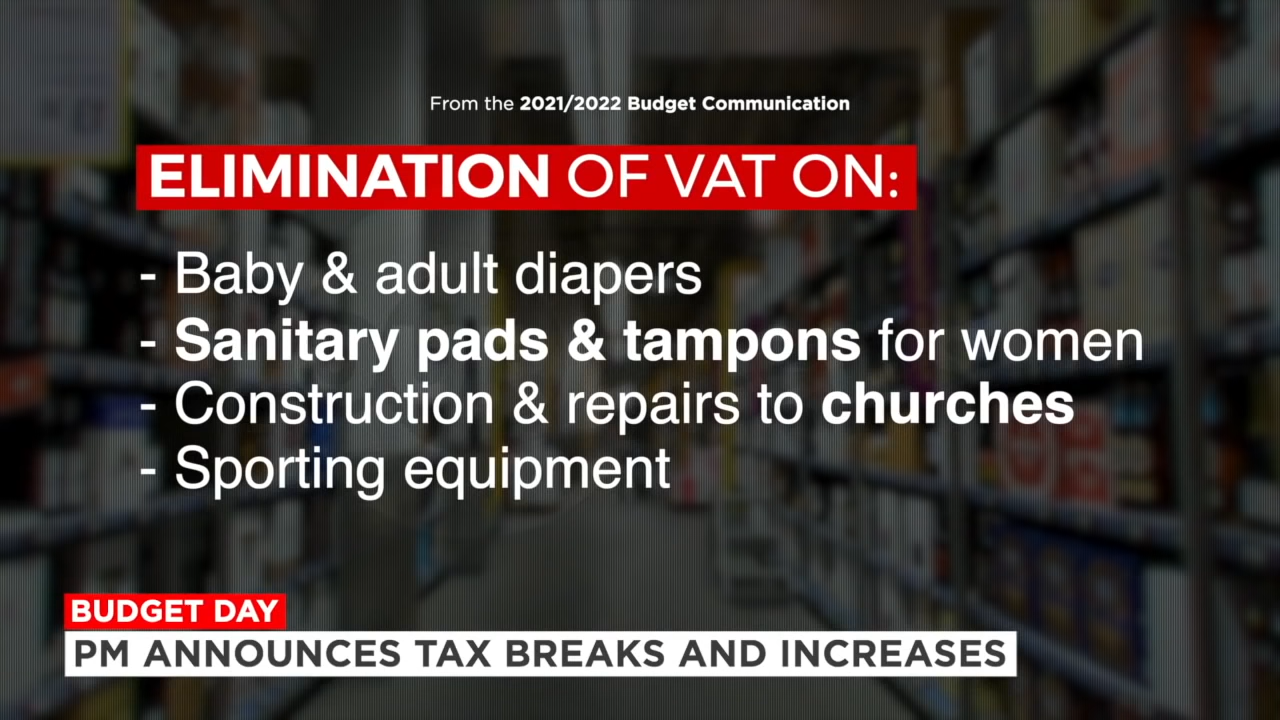 From the 2021/2022 Budget Communication
ELIMINATION OF VAT ON:
- Baby & adult diapers
- Sanitary pads & tampons for women
- Construction & repairs to churches
- Sporting equipment
BUDGET DAY
PM ANNOUNCES TAX BREAKS AND INCREASES